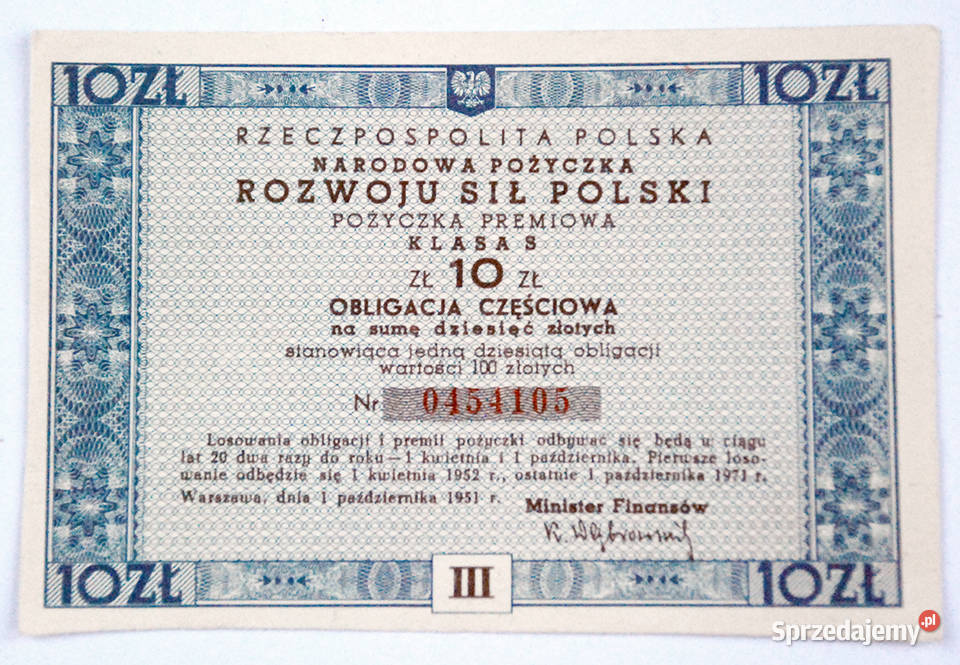 10ZŁ 10ZŁ
RZECZPOSPOLITA POLSKA
NARODOWA POŻYCZKA
ROZWOJU SIŁ POLSKI
POŻYCZKA PREMIOWA
KLASA S
ZŁ 10 ZŁ
OBLIGACJA CZĘŚCIOWA
na sumę dziesięć złotych
stanowiąca jedną dziesiątą obligacji
wartości 100 złotych
Nr 0454105
Losowania obligacji i premii pożyczki odbywać się będą w ciągu
lat 20 dwa razy do roku — 1 kwietnia i 1 października. Pierwsze loso-
wanie odbędzie się 1 kwietnia 1952 r., ostatnie 1 października 1971 r.
Warszawa, dnia 1 października 1951 r.
Minister Finansów
K. Dąbrowski
10ZŁ III 10ZŁ
Sprzedajemy.pl